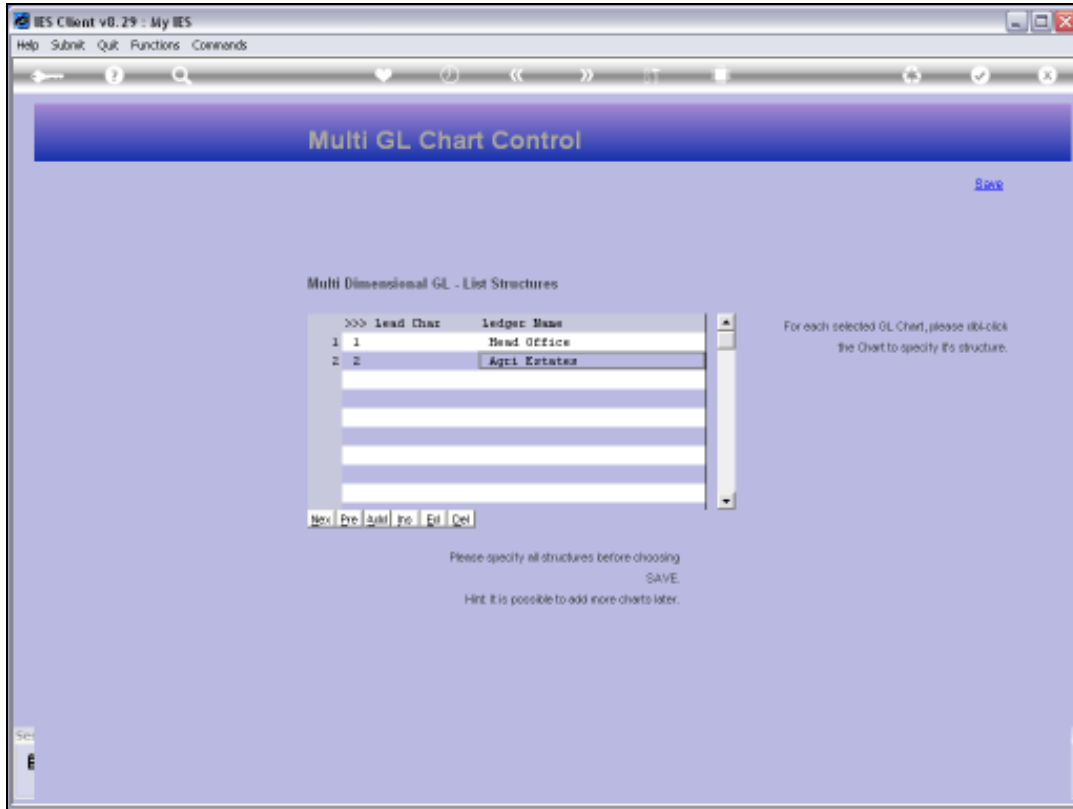 IES Client v8.29 : My IES
Help Submit Quit Functions Commands
Multi GL Chart Control
Save
Multi Dimensional GL - List Structures
>>> Lead Char Ledger Name
1 1 Head Office
2 2 Agri Estates
For each selected GL Chart, please dbl-click
the Chart to specify it's structure.
Nex Pre Add Ins Ed Del
Please specify all structures before choosing
SAVE.
Hint: It is possible to add more charts later.